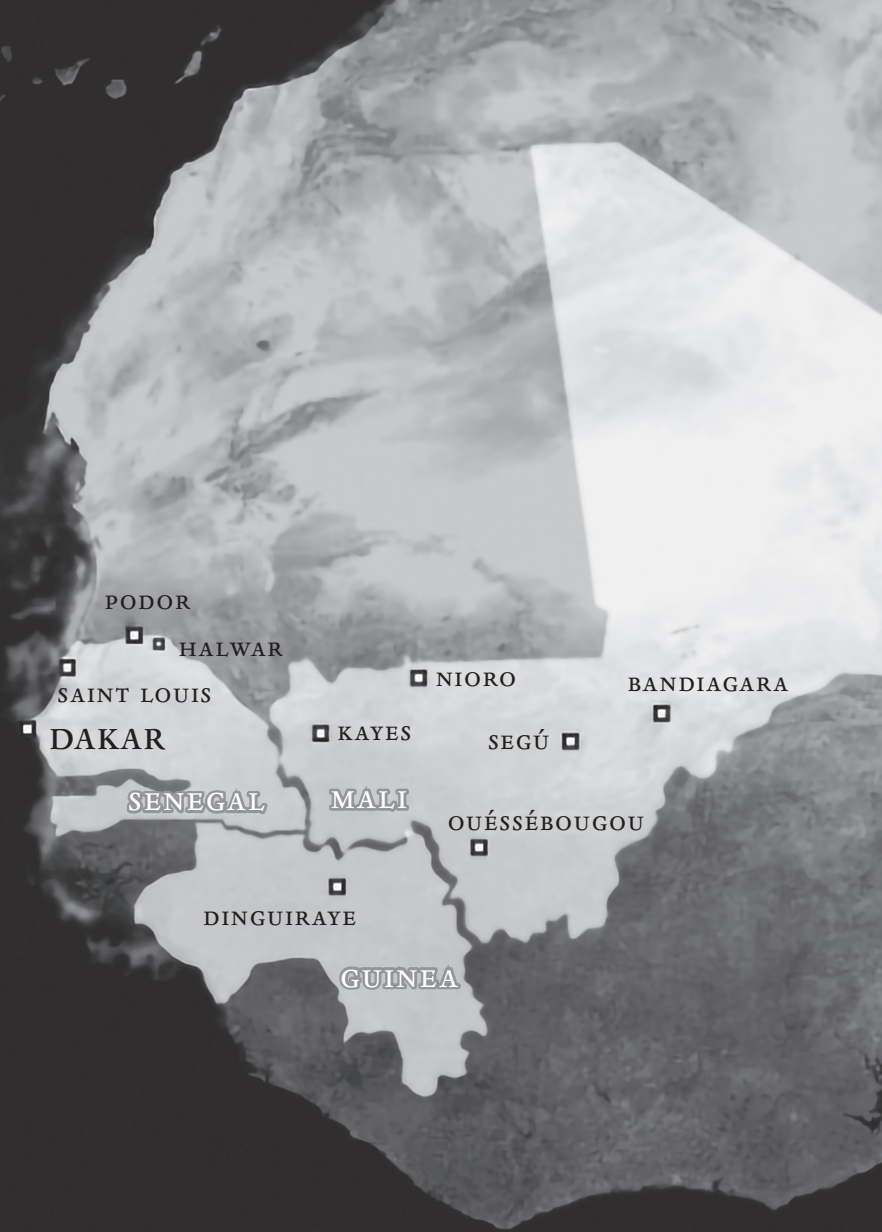 PODOR
HALWAR
SAINT LOUIS
NIORO
BANDIAGARA
DAKAR
KAYES
SEGÚ
SENEGAL
MALI
OUÉSSÉBOUGOU
DINGUIRAYE
GUINEA